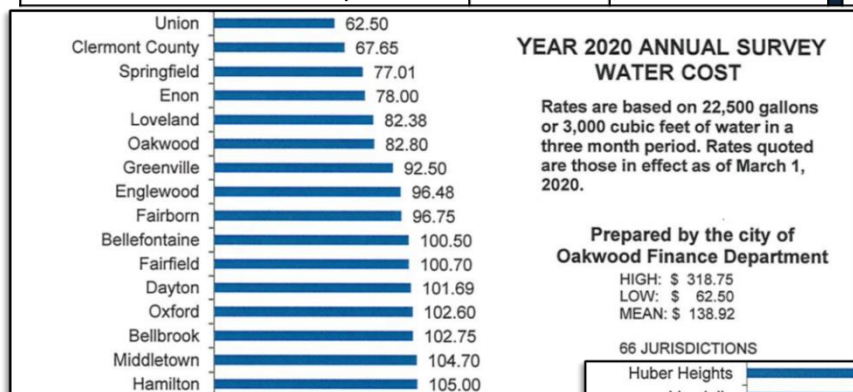 Union 62.50
Clermont County 67.65
Springfield 77.01
Enon 78.00
Loveland 82.38
Oakwood 82.80
Greenville 92.50
Englewood 96.48
Fairborn 96.75
Bellefontaine 100.50
Fairfield 100.70
Dayton 101.69
Oxford 102.60
Bellbrook 102.75
Middletown 104.70
Hamilton 105.00
YEAR 2020 ANNUAL SURVEY
WATER COST
Rates are based on 22,500 gallons
or 3,000 cubic feet of water in a
three month period. Rates quoted
are those in effect as of March 1,
2020.
Prepared by the city of
Oakwood Finance Department
HIGH: $ 318.75
LOW: $ 62.50
MEAN: $ 138.92
66 JURISDICTIONS
Huber Heights